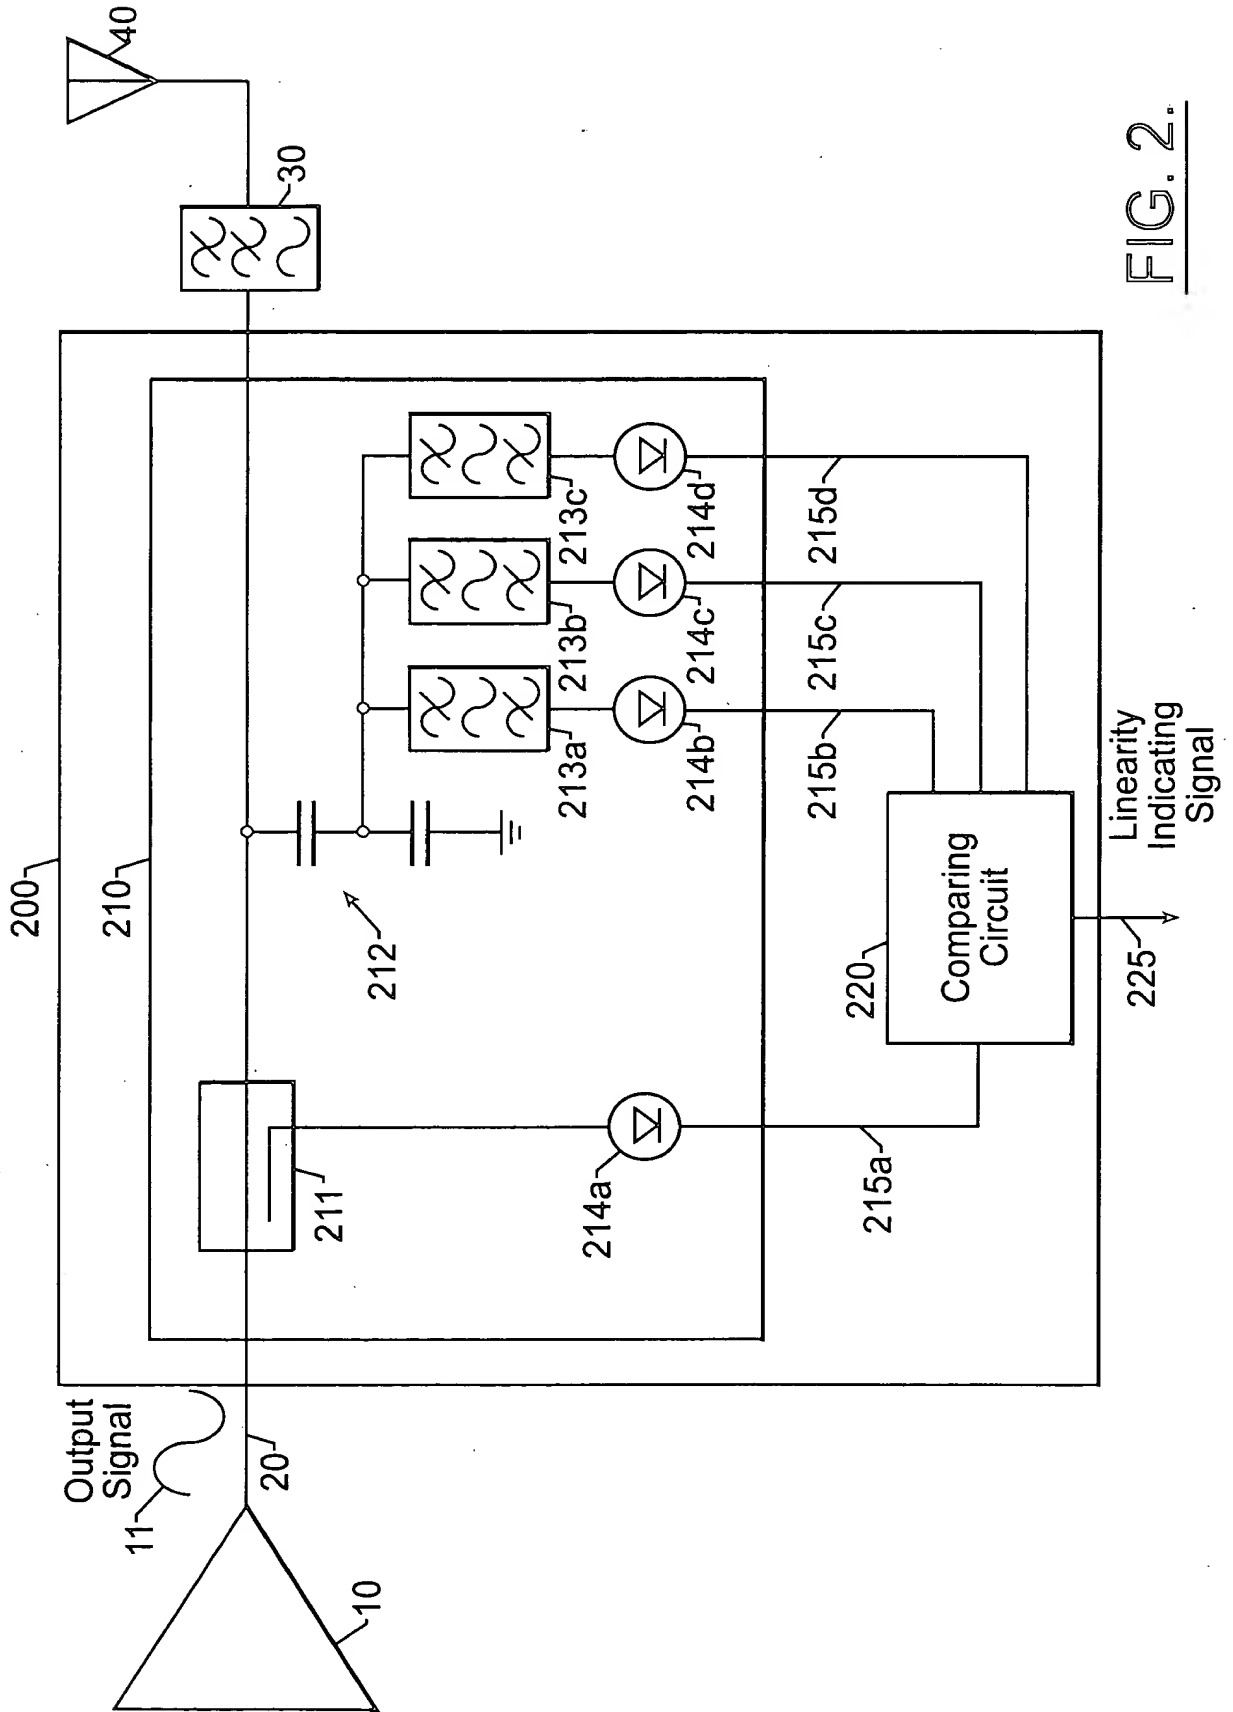 40
30
200
210
Output
Signal
11
20
10
211
212
213a
213b
213c
214a
214b
214c
214d
215a
215b
215c
215d
220
Comparing
Circuit
225
Linearity
Indicating
Signal
FIG. 2.